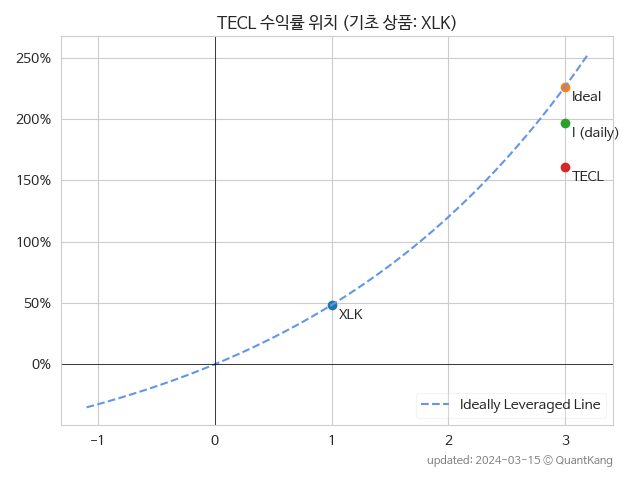 TECL 수익률 위치 (기초 상품: XLK)
250%
200%
150%
100%
50%
0%
Ideal
I (daily)
TECL
XLK
Ideally Leveraged Line
−1
0
1
2
3
updated: 2024-03-15 © QuantKang